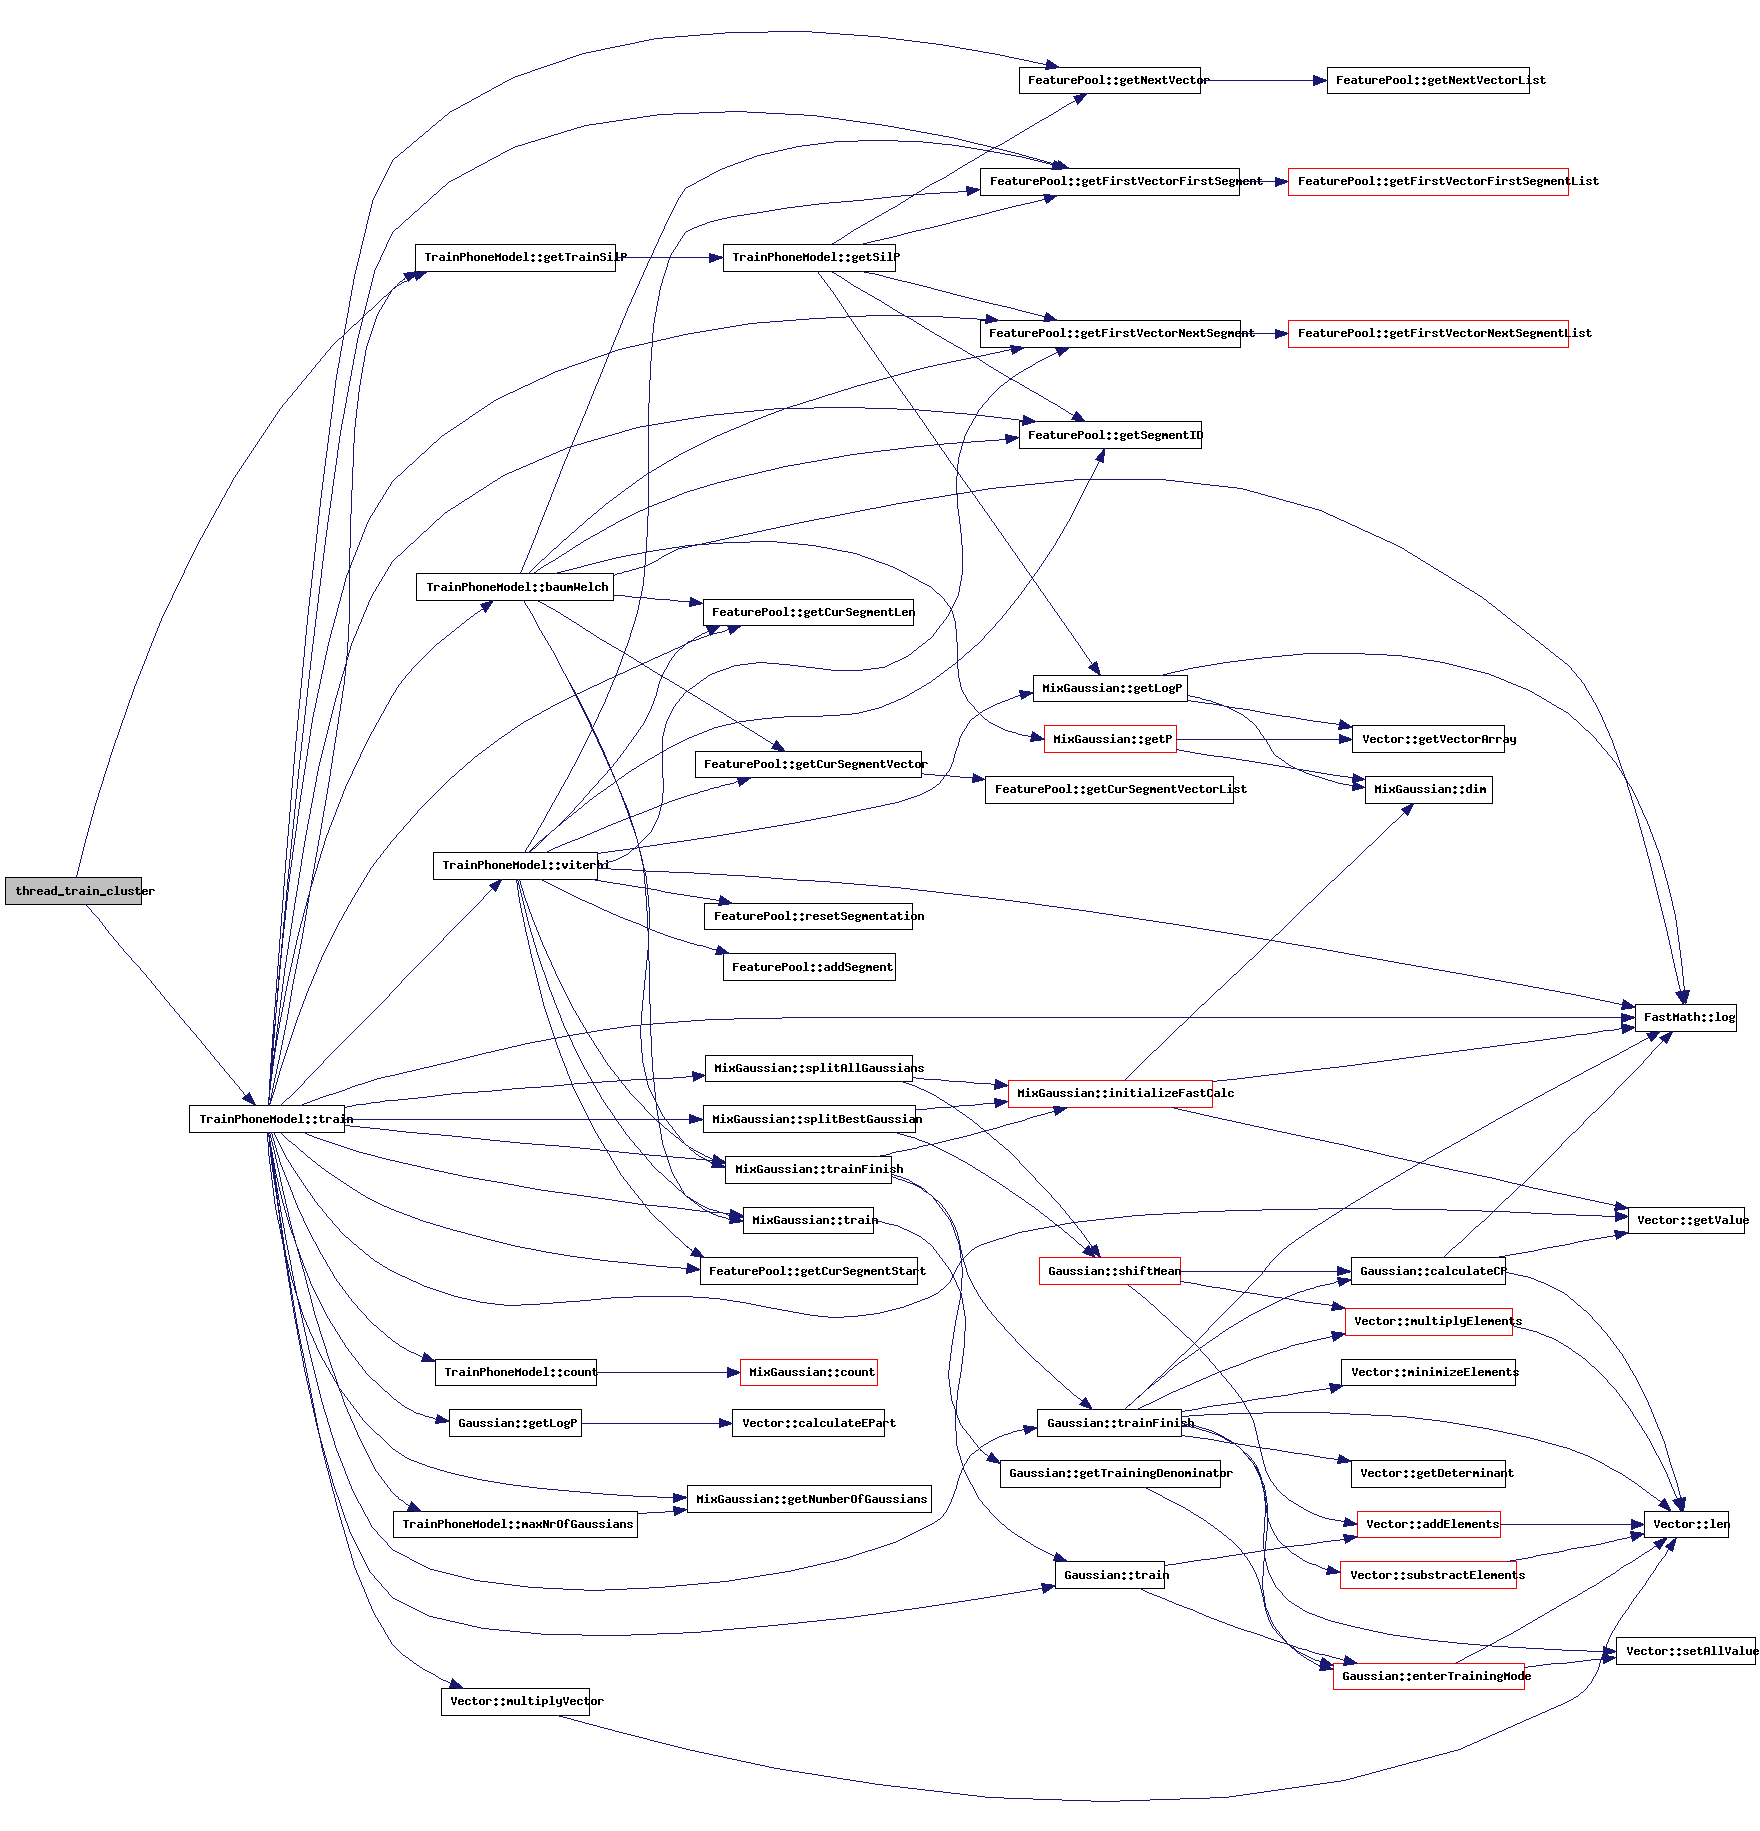 FeaturePool::getNextVector
FeaturePool::getNextVectorList
FeaturePool::getFirstVectorFirstSegment
FeaturePool::getFirstVectorFirstSegmentList
TrainPhoneModel::getTrainSilP
TrainPhoneModel::getSilP
FeaturePool::getFirstVectorNextSegment
FeaturePool::getFirstVectorNextSegmentList
FeaturePool::getSegmentID
TrainPhoneModel::baumWelch
FeaturePool::getCurSegmentLen
MixGaussian::getLogP
MixGaussian::getP
Vector::getVectorArray
FeaturePool::getCurSegmentVector
FeaturePool::getCurSegmentVectorList
MixGaussian::dim
TrainPhoneModel::viterbi
thread_train_cluster
FeaturePool::resetSegmentation
FeaturePool::addSegment
FastMath::log
MixGaussian::splitAllGaussians
MixGaussian::initializeFastCalc
TrainPhoneModel::train
MixGaussian::splitBestGaussian
MixGaussian::trainFinish
MixGaussian::train
Vector::getValue
FeaturePool::getCurSegmentStart
Gaussian::shiftMean
Gaussian::calculateCP
Vector::multiplyElements
TrainPhoneModel::count
MixGaussian::count
Vector::minimizeElements
Gaussian::getLogP
Vector::calculateEPart
Gaussian::trainFinish
Gaussian::getTrainingDenominator
Vector::getDeterminant
MixGaussian::getNumberOfGaussians
TrainPhoneModel::maxNrOfGaussians
Vector::addElements
Vector::len
Gaussian::train
Vector::substractElements
Vector::setAllValue
Gaussian::enterTrainingMode
Vector::multiplyVector